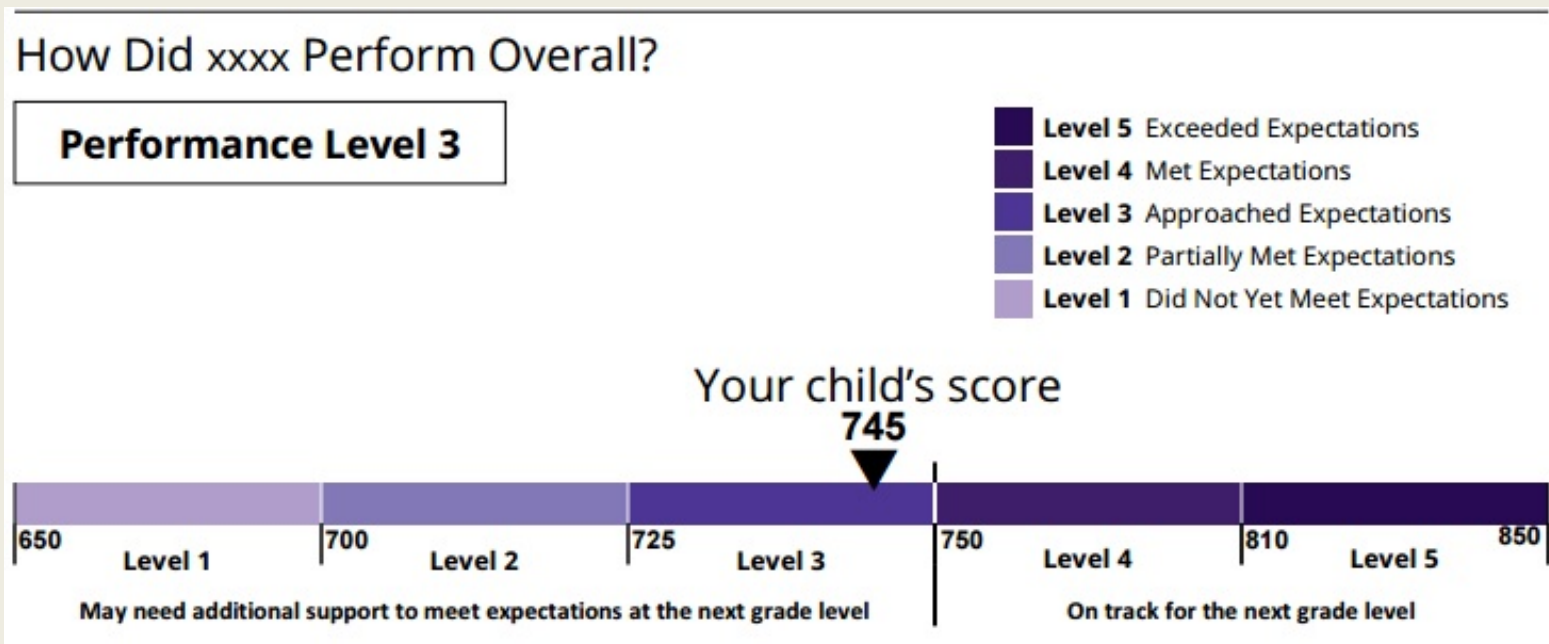 How Did xxxx Perform Overall?
Performance Level 3
Level 5 Exceeded Expectations
Level 4 Met Expectations
Level 3 Approached Expectations
Level 2 Partially Met Expectations
Level 1 Did Not Yet Meet Expectations
Your child's score
745
650 700 725 750 810 850
Level 1 Level 2 Level 3 Level 4 Level 5
May need additional support to meet expectations at the next grade level On track for the next grade level